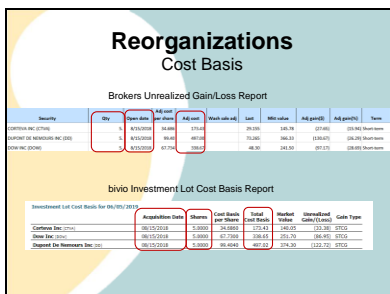 Reorganizations
Cost Basis
Brokers Unrealized Gain/Loss Report
Security Qty Open date Adj cost per share Adj cost Wash sale adj Last Mkt value Adj gain($) Adj gain(%) Term
CORTEVA INC (CTVA) 5. 8/15/2018 34.686 173.43 29.155 145.78 (27.65) (15.94) Short-term
DUPONT DE NEMOURS INC (DD) 5. 8/15/2018 99.40 497.00 73.265 366.33 (130.67) (26.29) Short-term
DOW INC (DOW) 5. 8/15/2018 67.734 338.67 48.30 241.50 (97.17) (28.69) Short-term
bivio Investment Lot Cost Basis Report
Investment Lot Cost Basis for 06/05/2019
Acquisition Date Shares Cost Basis Per Share Total Cost Basis Market Value Unrealized Gain/(Loss) Gain Type
Corteva Inc (CTVA) 08/15/2018 5.0000 34.6860 173.43 140.05 (33.38) STCG
Dow Inc (DOW) 08/15/2018 5.0000 67.7300 338.65 251.70 (86.95) STCG
Dupont De Nemours Inc (DD) 08/15/2018 5.0000 99.4040 497.02 374.30 (122.72) STCG